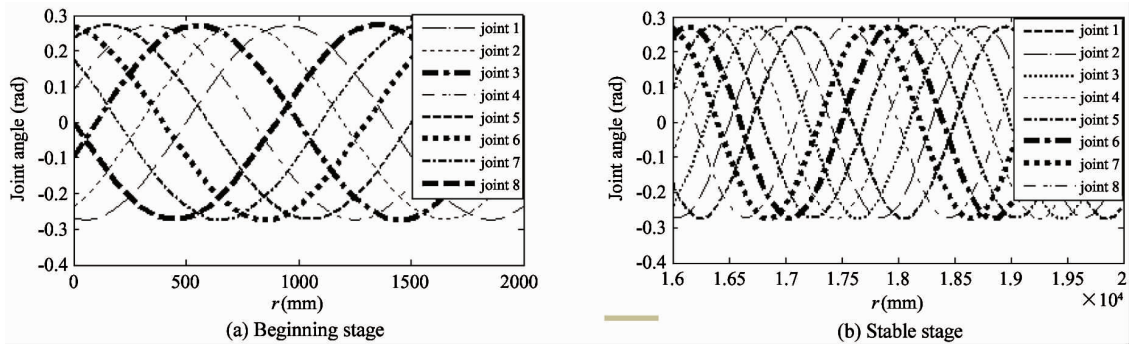 0.3
0.2
0.1
0
-0.1
-0.2
-0.3
-0.4
Joint angle (rad)
0
500
1000
1500
2000
r(mm)
joint 1
joint 2
joint 3
joint 4
joint 5
joint 6
joint 7
joint 8
(a) Beginning stage
0.3
0.2
0.1
0
-0.1
-0.2
-0.3
-0.4
Joint angle (rad)
1.6
1.65
1.7
1.75
1.8
1.85
1.9
1.95
2
r(mm)
×10⁴
joint 1
joint 2
joint 3
joint 4
joint 5
joint 6
joint 7
joint 8
(b) Stable stage